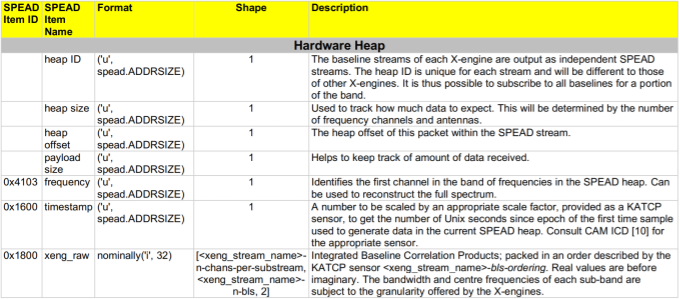 SPEAD SPEAD Format Shape Description
Item ID Item
Name
Hardware Heap
heap ID ('u', 1 The baseline streams of each X-engine are output as independent SPEAD
spead.ADDRSIZE) streams. The heap ID is unique for each stream and will be different to those
of other X-engines. It is thus possible to subscribe to all baselines for a portion
of the band.
heap size ('u', 1 Used to track how much data to expect. This will be determined by the number
spead.ADDRSIZE) of frequency channels and antennas.
heap ('u', 1 The heap offset of this packet within the SPEAD stream.
offset spead.ADDRSIZE)
payload ('u', 1 Helps to keep track of amount of data received.
size spead.ADDRSIZE)
0x4103 frequency ('u', 1 Identifies the first channel in the band of frequencies in the SPEAD heap. Can
spead.ADDRSIZE) be used to reconstruct the full spectrum.
0x1600 timestamp ('u', 1 A number to be scaled by an appropriate scale factor, provided as a KATCP
spead.ADDRSIZE) sensor, to get the number of Unix seconds since epoch of the first time sample
used to generate data in the current SPEAD heap. Consult CAM ICD [10] for
the appropriate sensor.
0x1800 xeng_raw nominally('i', 32) [<xeng_stream_name>- Integrated Baseline Correlation Products; packed in an order described by the
n-chans-per-substream, KATCP sensor <xeng_stream_name>-bls-ordering. Real values are before
<xeng_stream_name>- imaginary. The bandwidth and centre frequencies of each sub-band are
n-bls, 2] subject to the granularity offered by the X-engines.